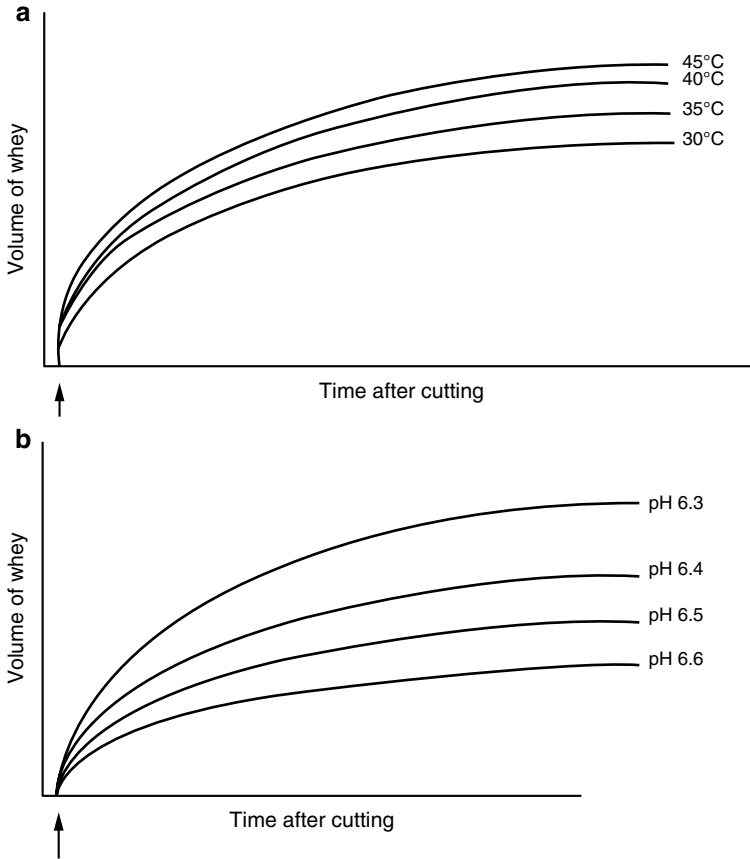 a
Volume of whey
45°C
40°C
35°C
30°C
Time after cutting
b
Volume of whey
pH 6.3
pH 6.4
pH 6.5
pH 6.6
Time after cutting